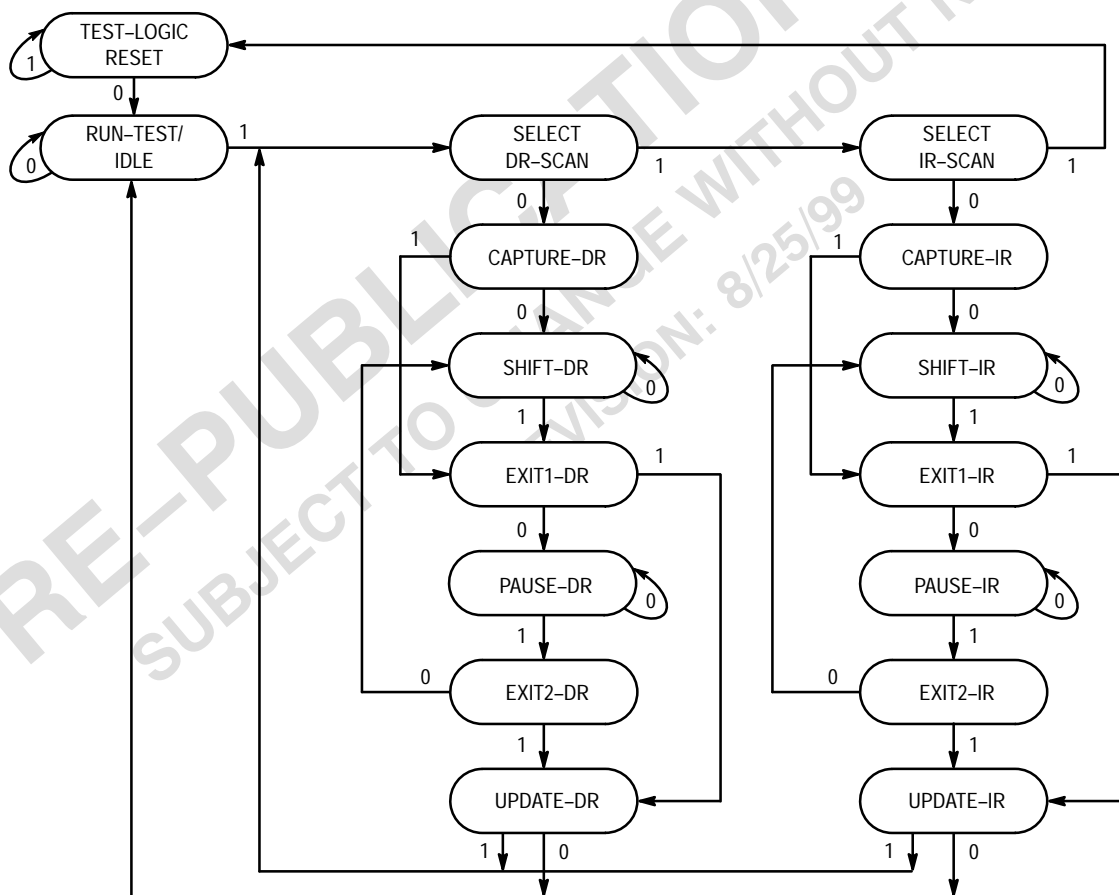 TEST–LOGIC
RESET
1
0
RUN–TEST/
IDLE
0
1
SELECT
DR–SCAN
1
SELECT
IR–SCAN
1
0
0
1
CAPTURE–DR
1
CAPTURE–IR
0
0
SHIFT–DR
0
SHIFT–IR
0
1
1
EXIT1–DR
1
EXIT1–IR
1
0
0
PAUSE–DR
0
PAUSE–IR
0
1
1
0
EXIT2–DR
0
EXIT2–IR
1
1
UPDATE–DR
UPDATE–IR
1
0
1
0
RE–PUBLICATION
SUBJECT TO CHANGE WITHOUT
VISION: 8/25/99